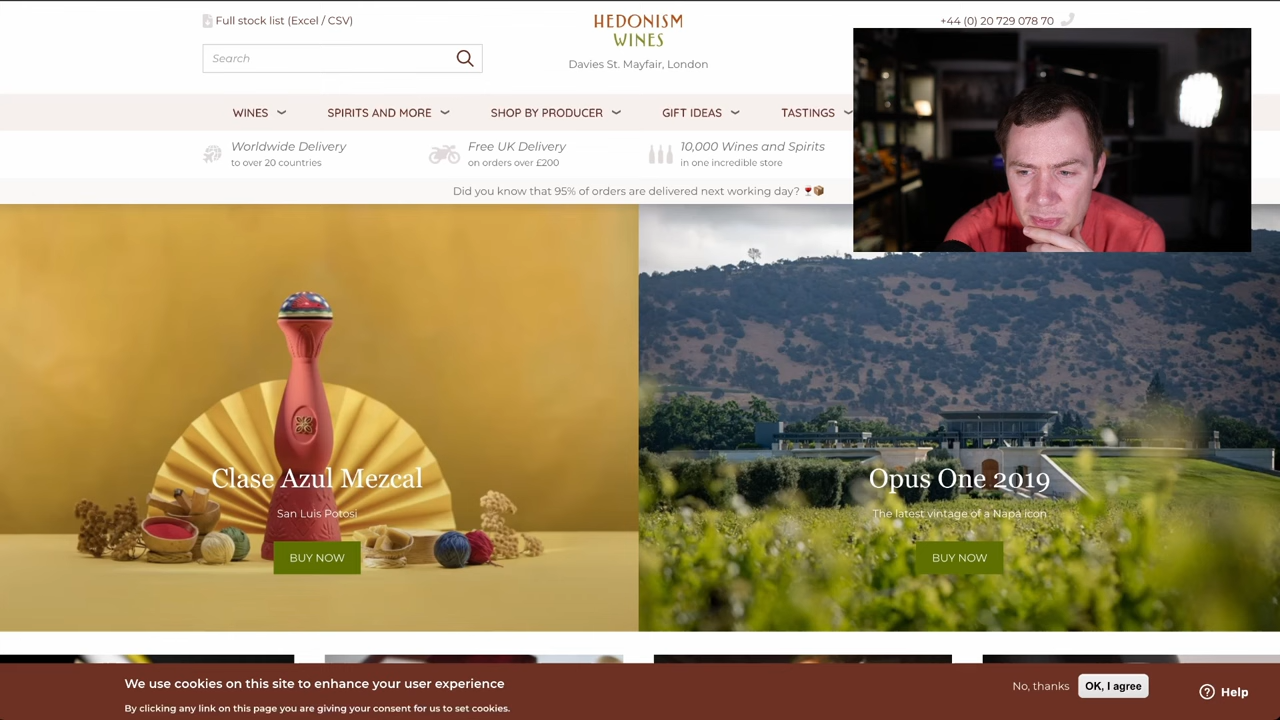 Full stock list (Excel / CSV)
HEDONISM
WINES
+44 (0) 20 729 078 70
Search
Davies St. Mayfair, London
WINES
SPIRITS AND MORE
SHOP BY PRODUCER
GIFT IDEAS
TASTINGS
Worldwide Delivery
to over 20 countries
Free UK Delivery
on orders over £200
10,000 Wines and Spirits
in one incredible store
Did you know that 95% of orders are delivered next working day? 🍷📦
Clase Azul Mezcal
San Luis Potosi
BUY NOW
Opus One 2019
The latest vintage of a Napa icon
BUY NOW
We use cookies on this site to enhance your user experience
By clicking any link on this page you are giving your consent for us to set cookies.
No, thanks
OK, I agree
Help